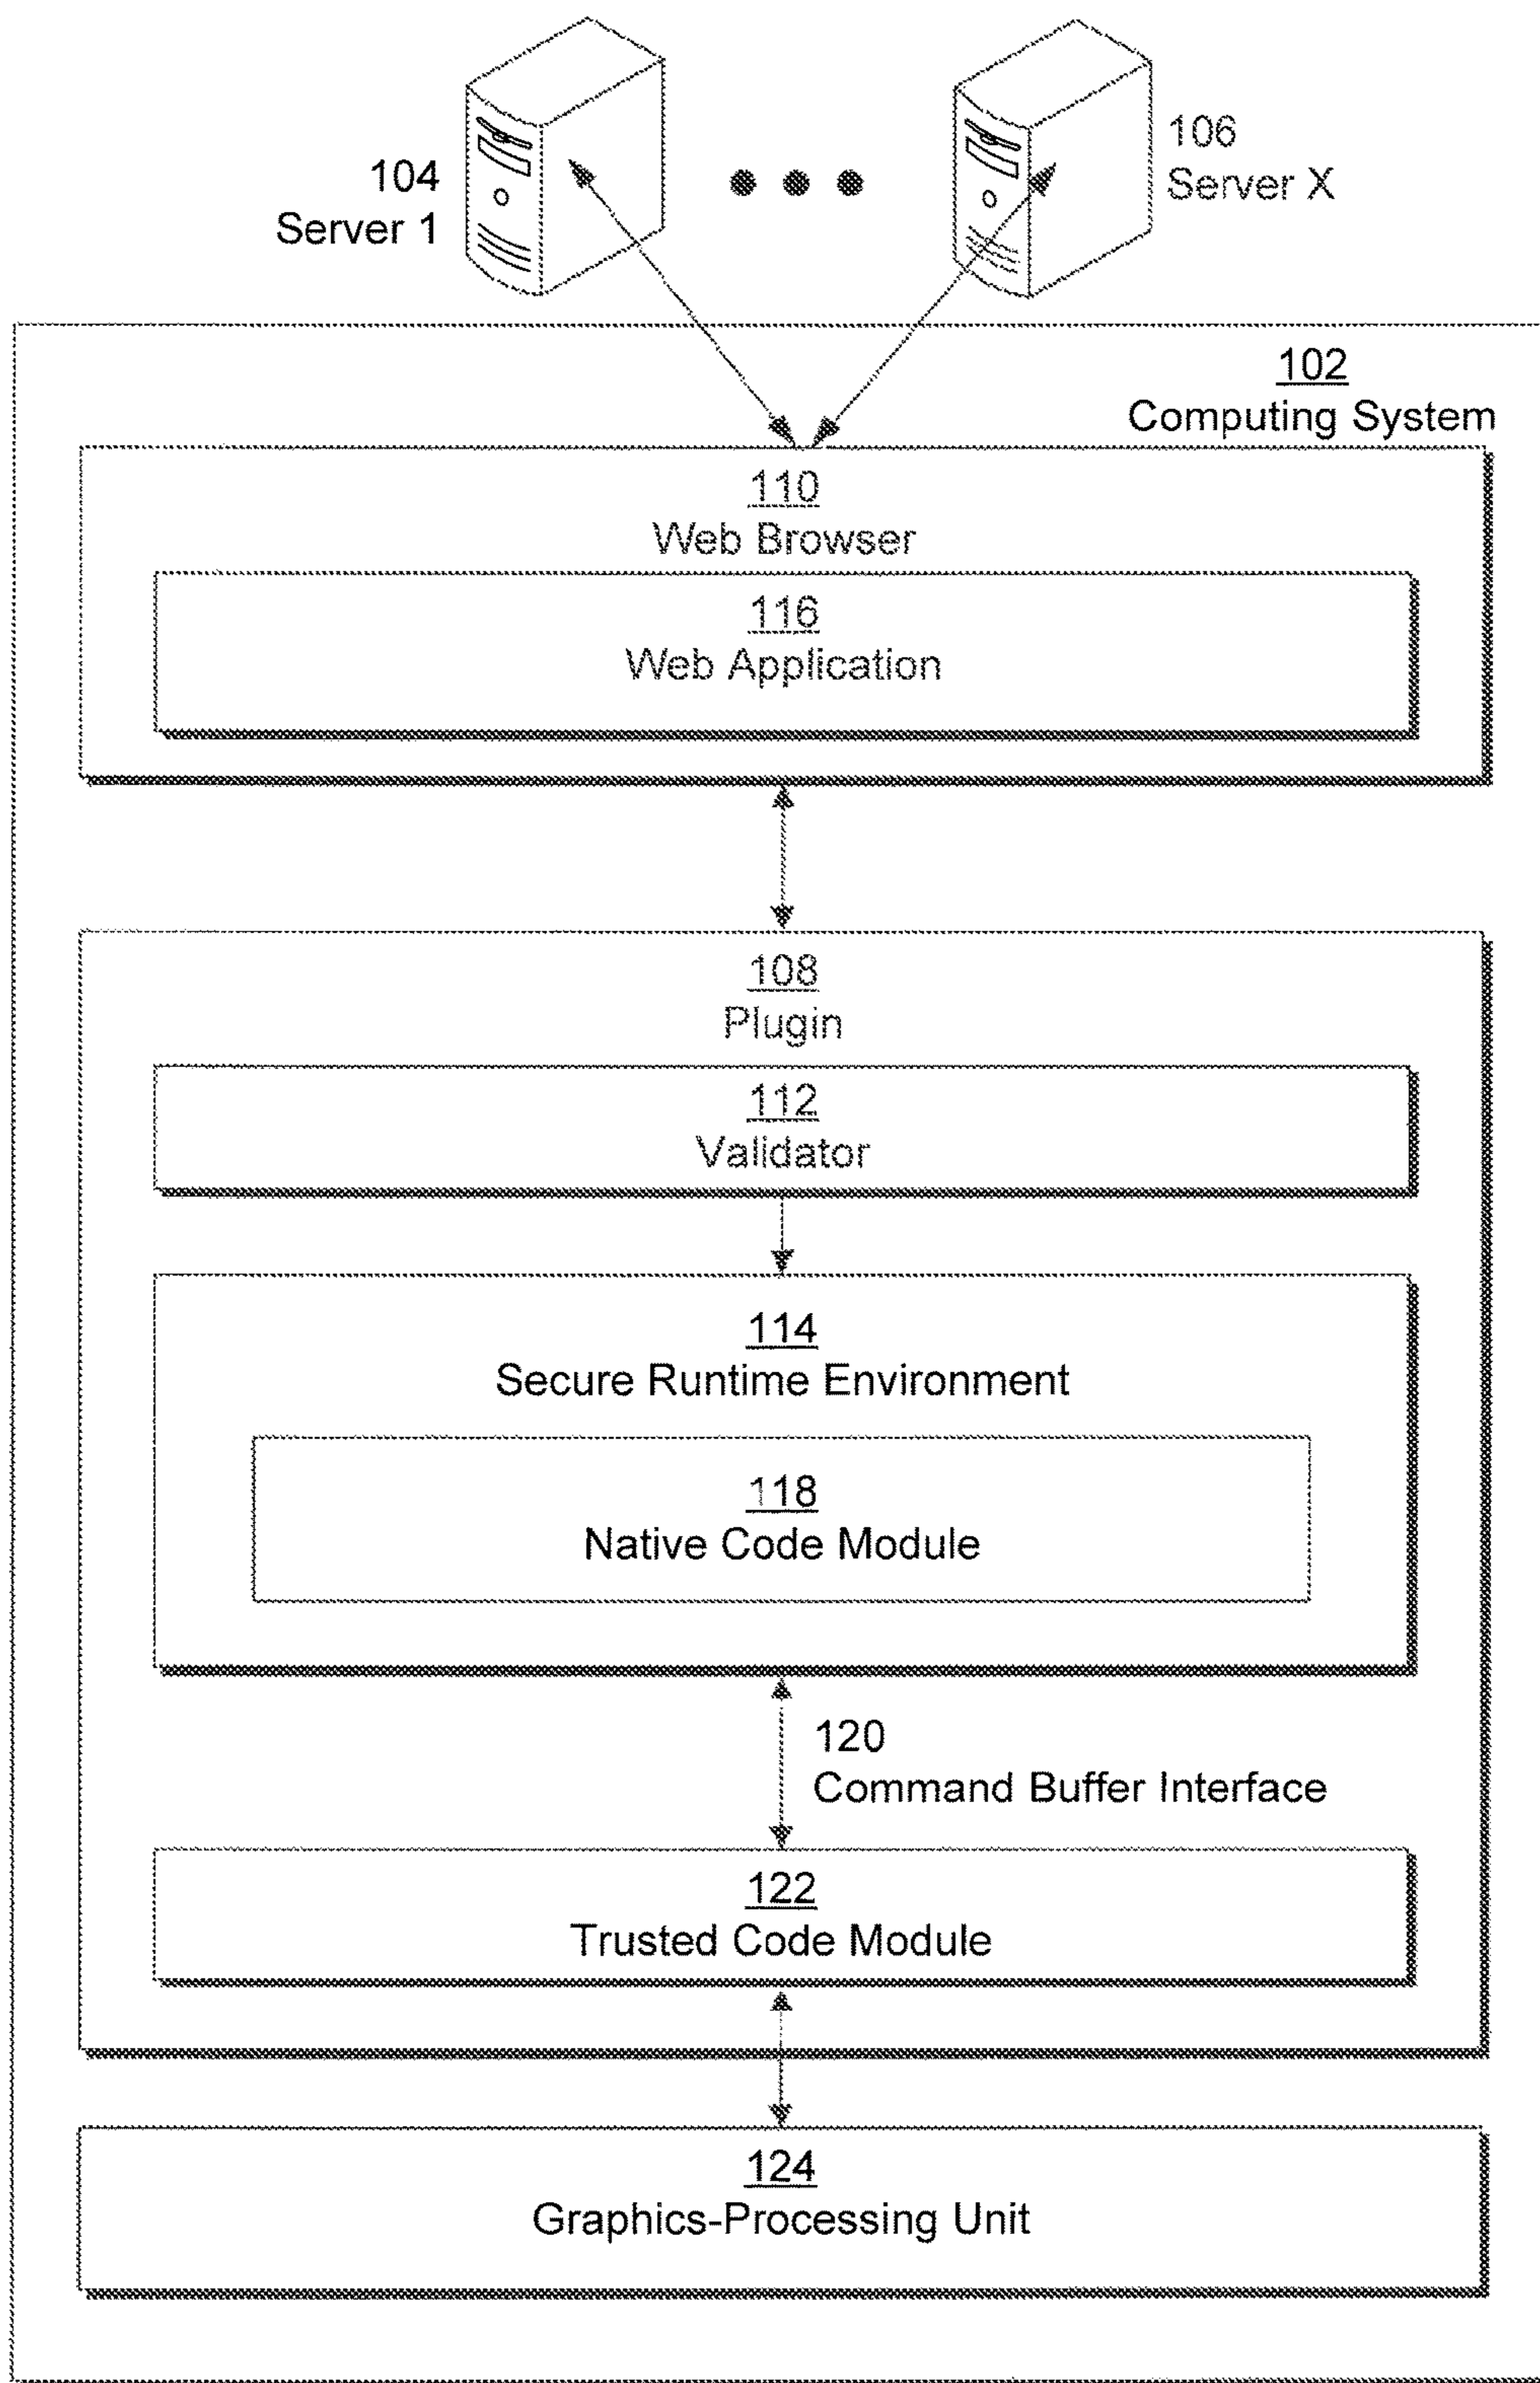 104
Server 1
106
Server X
102
Computing System
110
Web Browser
116
Web Application
108
Plugin
112
Validator
114
Secure Runtime Environment
118
Native Code Module
120
Command Buffer Interface
122
Trusted Code Module
124
Graphics-Processing Unit